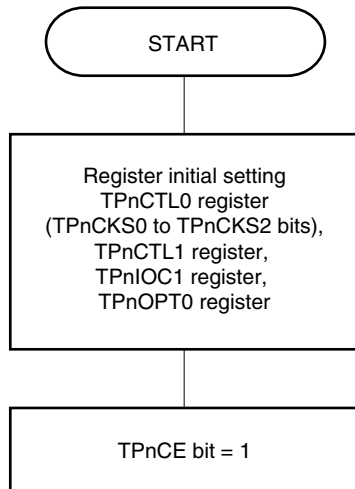 START
Register initial setting
TPnCTL0 register
(TPnCKS0 to TPnCKS2 bits),
TPnCTL1 register,
TPnIOC1 register,
TPnOPT0 register
TPnCE bit = 1